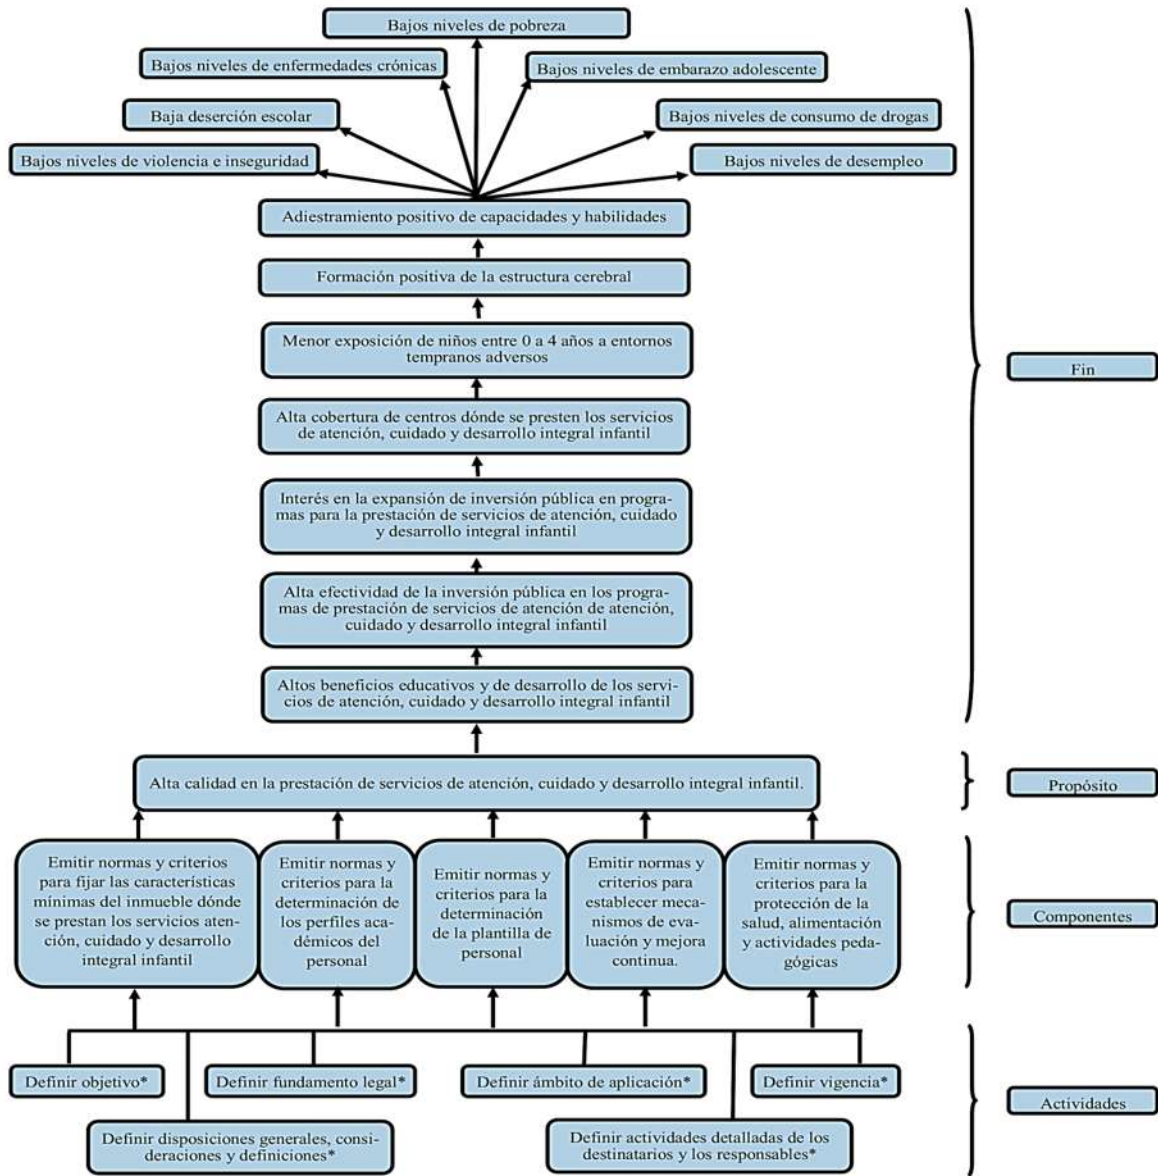 Bajos niveles de pobreza
Bajos niveles de enfermedades crónicas
Bajos niveles de embarazo adolescente
Baja deserción escolar
Bajos niveles de consumo de drogas
Bajos niveles de violencia e inseguridad
Bajos niveles de desempleo
Adiestramiento positivo de capacidades y habilidades
Formación positiva de la estructura cerebral
Menor exposición de niños entre 0 a 4 años a entornos
tempranos adversos
Fin
Alta cobertura de centros dónde se presten los servicios
de atención, cuidado y desarrollo integral infantil
Interés en la expansión de inversión pública en progra-
mas para la prestación de servicios de atención, cuidado
y desarrollo integral infantil
Alta efectividad de la inversión pública en los progra-
mas de prestación de servicios de atención de atención,
cuidado y desarrollo integral infantil
Altos beneficios educativos y de desarrollo de los servi-
cios de atención, cuidado y desarrollo integral infantil
Alta calidad en la prestación de servicios de atención, cuidado y desarrollo integral infantil.
Propósito
Emitir normas y criterios
para fijar las características
mínimas del inmueble dónde
se prestan los servicios aten-
ción, cuidado y desarrollo
integral infantil
Emitir normas y
criterios para la
determinación de
los perfiles aca-
démicos del
personal
Emitir normas y
criterios para la
determinación
de la plantilla de
personal
Emitir normas y
criterios para
establecer meca-
nismos de eva-
luación y mejora
continua.
Emitir normas y
criterios para la
protección de la
salud, alimentación
y actividades peda-
gógicas
Componentes
Definir objetivo*
Definir fundamento legal*
Definir ámbito de aplicación*
Definir vigencia*
Actividades
Definir disposiciones generales, consi-
deraciones y definiciones*
Definir actividades detalladas de los
destinatarios y los responsables*